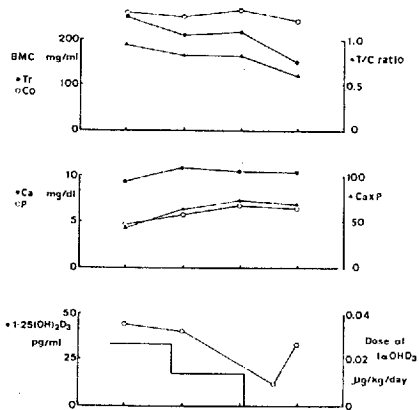 200
BMC mg/ml
100
•Tr
○Co
0
1.0
▲T/C ratio
0.5
0
10
•Ca mg/dl
○P
5
0
100
▲CaxP
50
0
50
•1·25(OH)₂D₃
pg/ml
25
0
0.04
Dose of
1αOHD₃
0.02
μg/kg/day
0